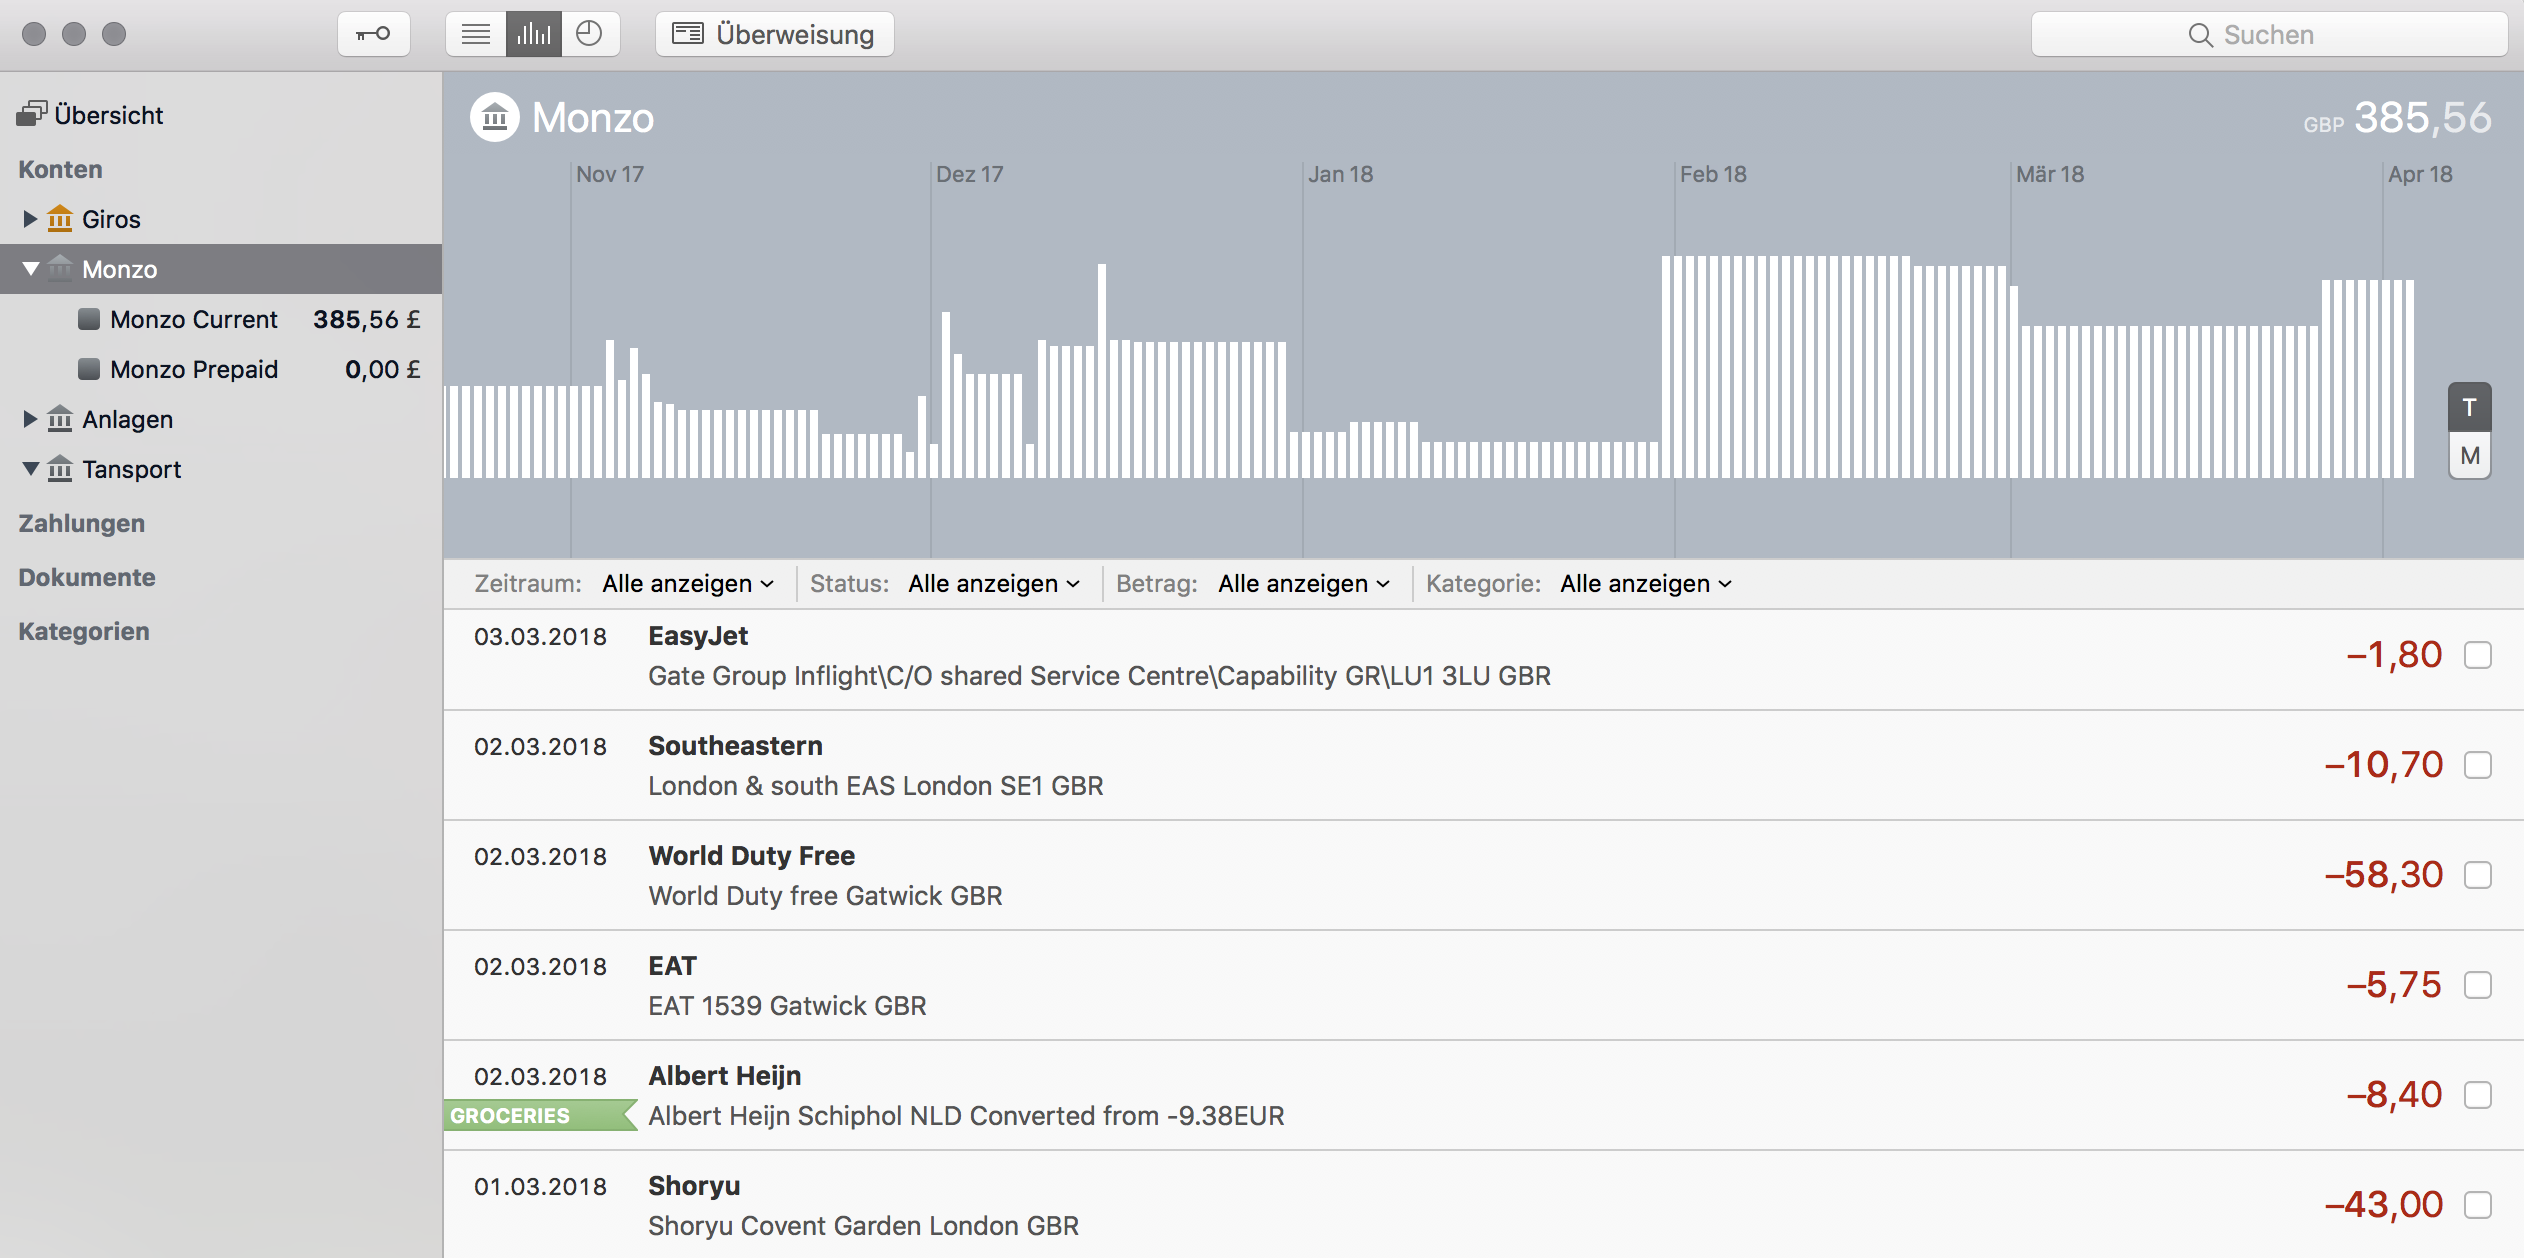 Überweisung
Suchen
Übersicht
Konten
Giros
Monzo
Monzo Current 385,56 £
Monzo Prepaid 0,00 £
Anlagen
Tansport
Zahlungen
Dokumente
Kategorien
Monzo
GBP 385,56
Nov 17 Dez 17 Jan 18 Feb 18 Mär 18 Apr 18
T
M
Zeitraum: Alle anzeigen Status: Alle anzeigen Betrag: Alle anzeigen Kategorie: Alle anzeigen
03.03.2018 EasyJet
Gate Group Inflight\C/O shared Service Centre\Capability GR\LU1 3LU GBR
–1,80
02.03.2018 Southeastern
London & south EAS London SE1 GBR
–10,70
02.03.2018 World Duty Free
World Duty free Gatwick GBR
–58,30
02.03.2018 EAT
EAT 1539 Gatwick GBR
–5,75
02.03.2018 Albert Heijn
GROCERIES Albert Heijn Schiphol NLD Converted from -9.38EUR
–8,40
01.03.2018 Shoryu
Shoryu Covent Garden London GBR
–43,00